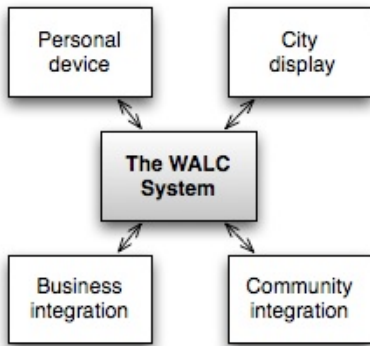 Personal
device
City
display
The WALC
System
Business
integration
Community
integration